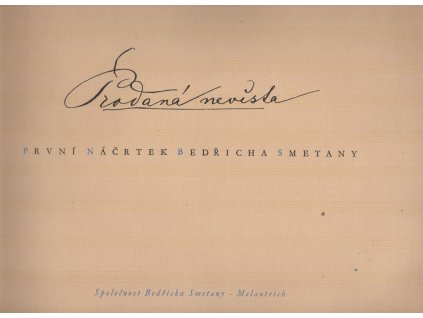 Prodaná nevěsta
PRVNÍ NÁČRTEK BEDŘICHA SMETANY
Společnost Bedřicha Smetany - Melantrich